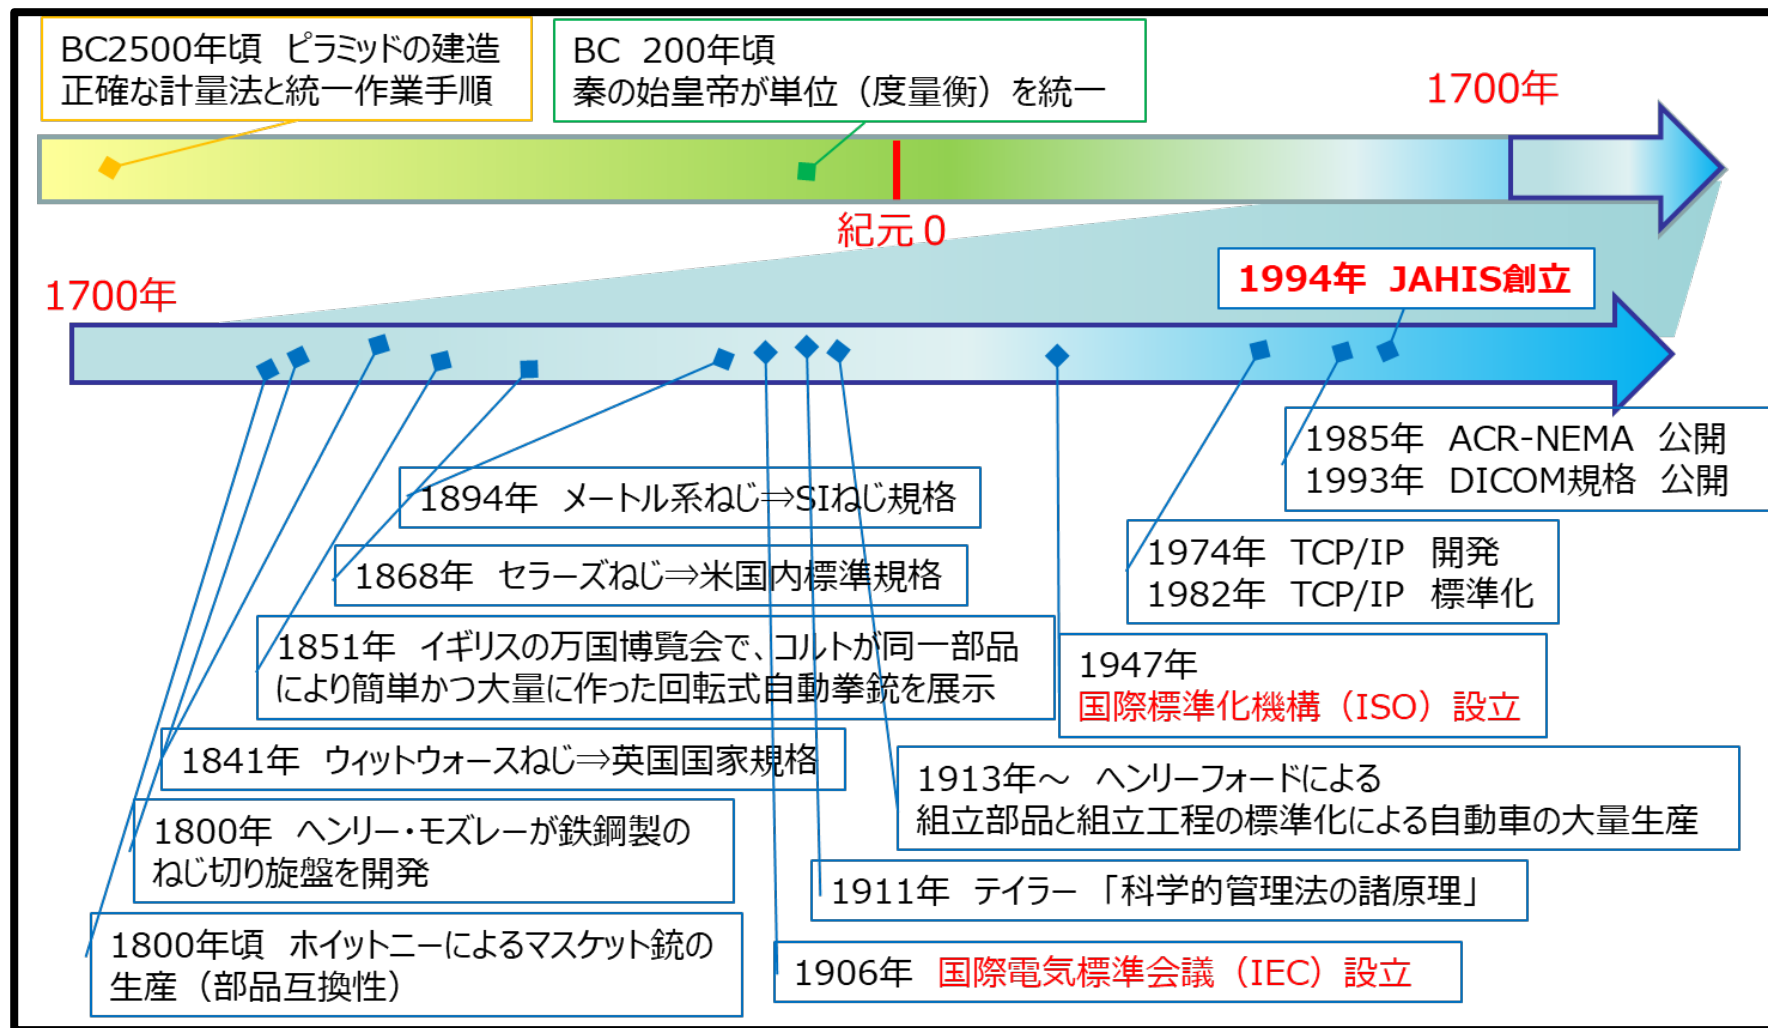 BC2500年頃 ピラミッドの建造
正確な計量法と統一作業手順
BC 200年頃
秦の始皇帝が単位（度量衡）を統一
1700年
紀元０
1700年
1994年 JAHIS創立
1985年 ACR-NEMA 公開
1993年 DICOM規格 公開
1894年 メートル系ねじ⇒SIねじ規格
1974年 TCP/IP 開発
1982年 TCP/IP 標準化
1868年 セラーズねじ⇒米国内標準規格
1851年 イギリスの万国博覧会で、コルトが同一部品
により簡単かつ大量に作った回転式自動拳銃を展示
1947年
国際標準化機構（ISO）設立
1841年 ウィットウォースねじ⇒英国国家規格
1913年～ ヘンリーフォードによる
組立部品と組立工程の標準化による自動車の大量生産
1800年 ヘンリー・モズレーが鉄鋼製の
ねじ切り旋盤を開発
1911年 テイラー「科学的管理法の諸原理」
1800年頃 ホイットニーによるマスケット銃の
生産（部品互換性）
1906年 国際電気標準会議（IEC）設立